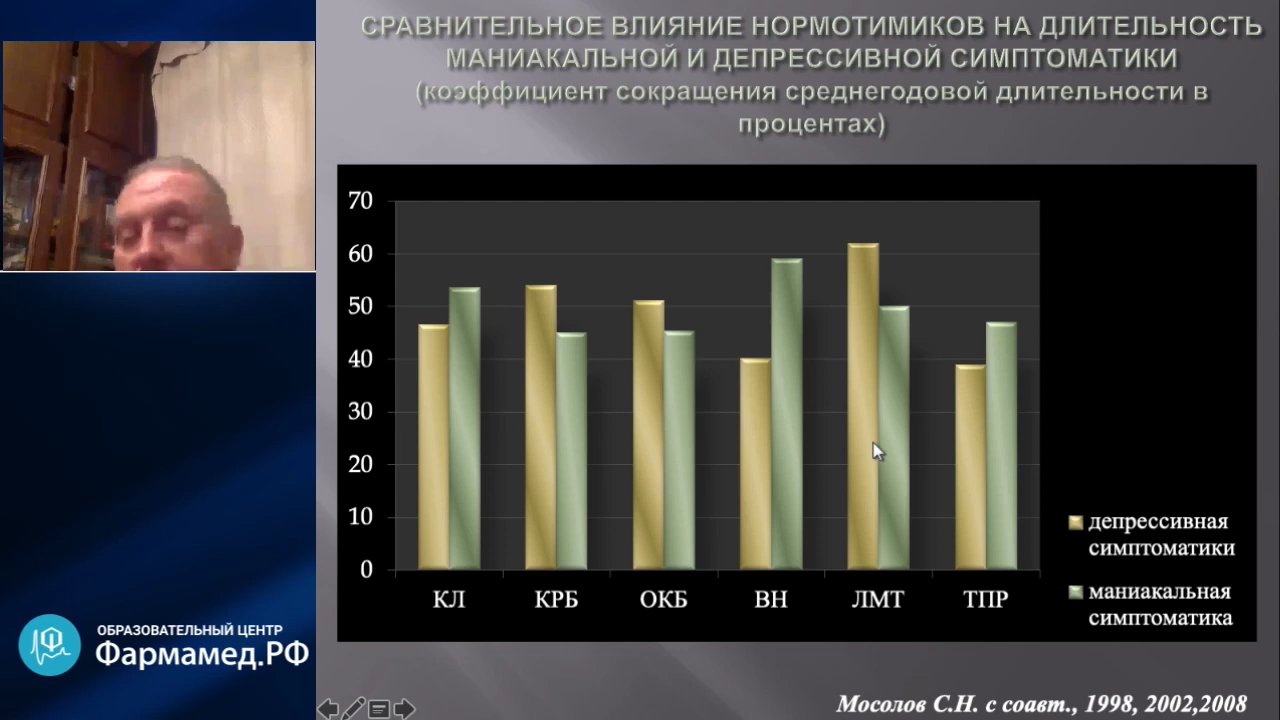 СРАВНИТЕЛЬНОЕ ВЛИЯНИЕ НОРМОТИМИКОВ НА ДЛИТЕЛЬНОСТЬ
МАНИАКАЛЬНОЙ И ДЕПРЕССИВНОЙ СИМПТОМАТИКИ
(коэффициент сокращения среднегодовой длительности в
процентах)
70
60
50
40
30
20
10
0
КЛ КРБ ОКБ ВН ЛМТ ТПР
депрессивная
симптоматики
маниакальная
симптоматика
ОБРАЗОВАТЕЛЬНЫЙ ЦЕНТР
Фармамед.РФ
Мосолов С.Н. с соавт., 1998, 2002,2008